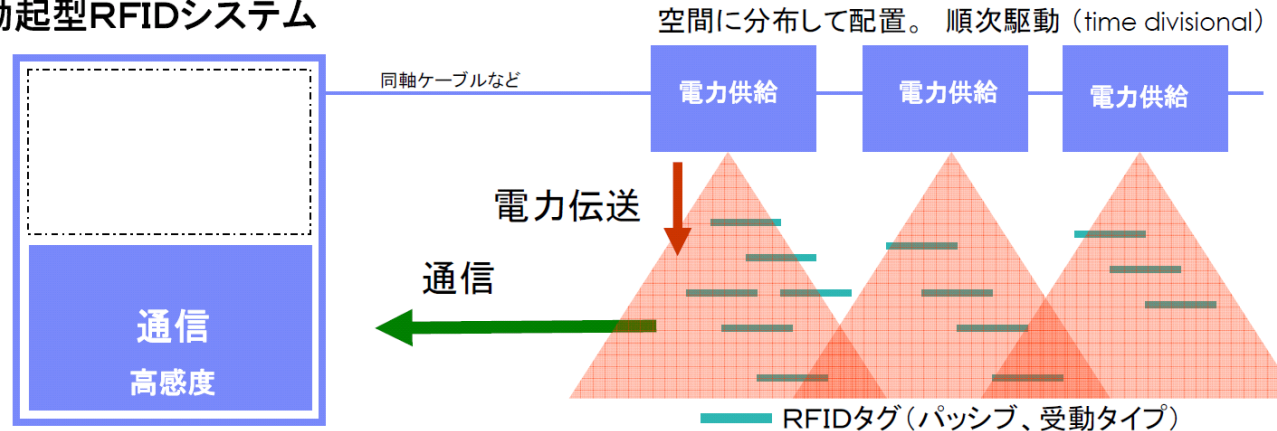 起型RFIDシステム
空間に分布して配置。 順次駆動（time divisional）
同軸ケーブルなど
電力供給
電力供給
電力供給
電力伝送
通信
通信
高感度
RFIDタグ（パッシブ、受動タイプ）